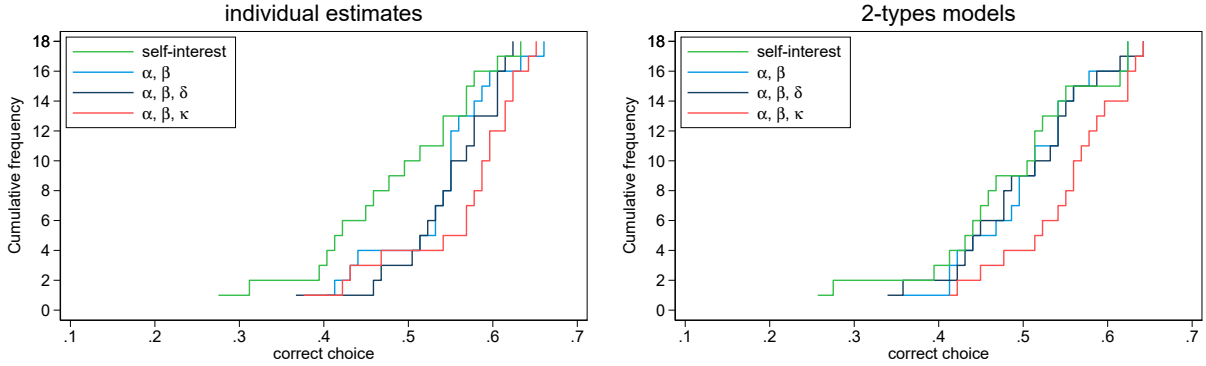 individual estimates
self-interest
α, β
α, β, δ
α, β, κ
Cumulative frequency
18
16
14
12
10
8
6
4
2
0
.1 .2 .3 .4 .5 .6 .7
correct choice
2-types models
self-interest
α, β
α, β, δ
α, β, κ
Cumulative frequency
18
16
14
12
10
8
6
4
2
0
.1 .2 .3 .4 .5 .6 .7
correct choice